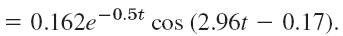 = 0.162e^{-0.5t} cos (2.96t − 0.17).